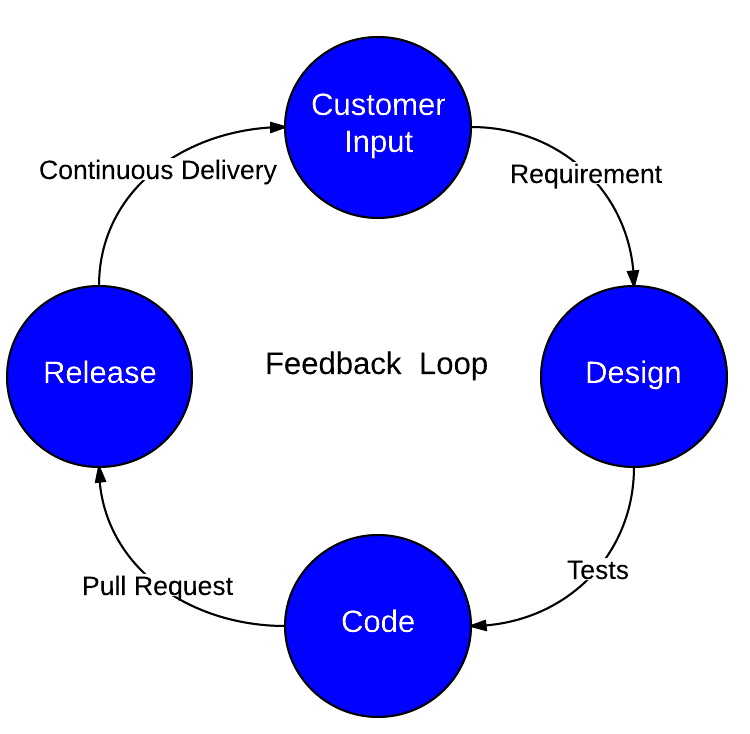 Customer
Input
Continuous Delivery
Requirement
Feedback Loop
Release
Design
Tests
Pull Request
Code